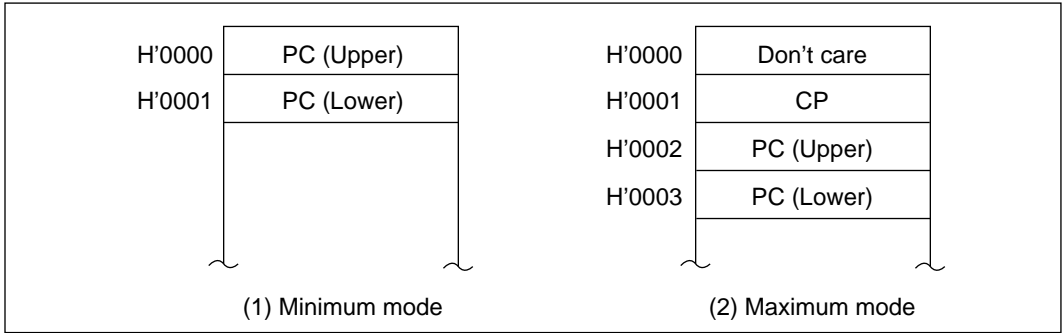 H'0000 PC (Upper)
H'0001 PC (Lower)
(1) Minimum mode
H'0000 Don't care
H'0001 CP
H'0002 PC (Upper)
H'0003 PC (Lower)
(2) Maximum mode